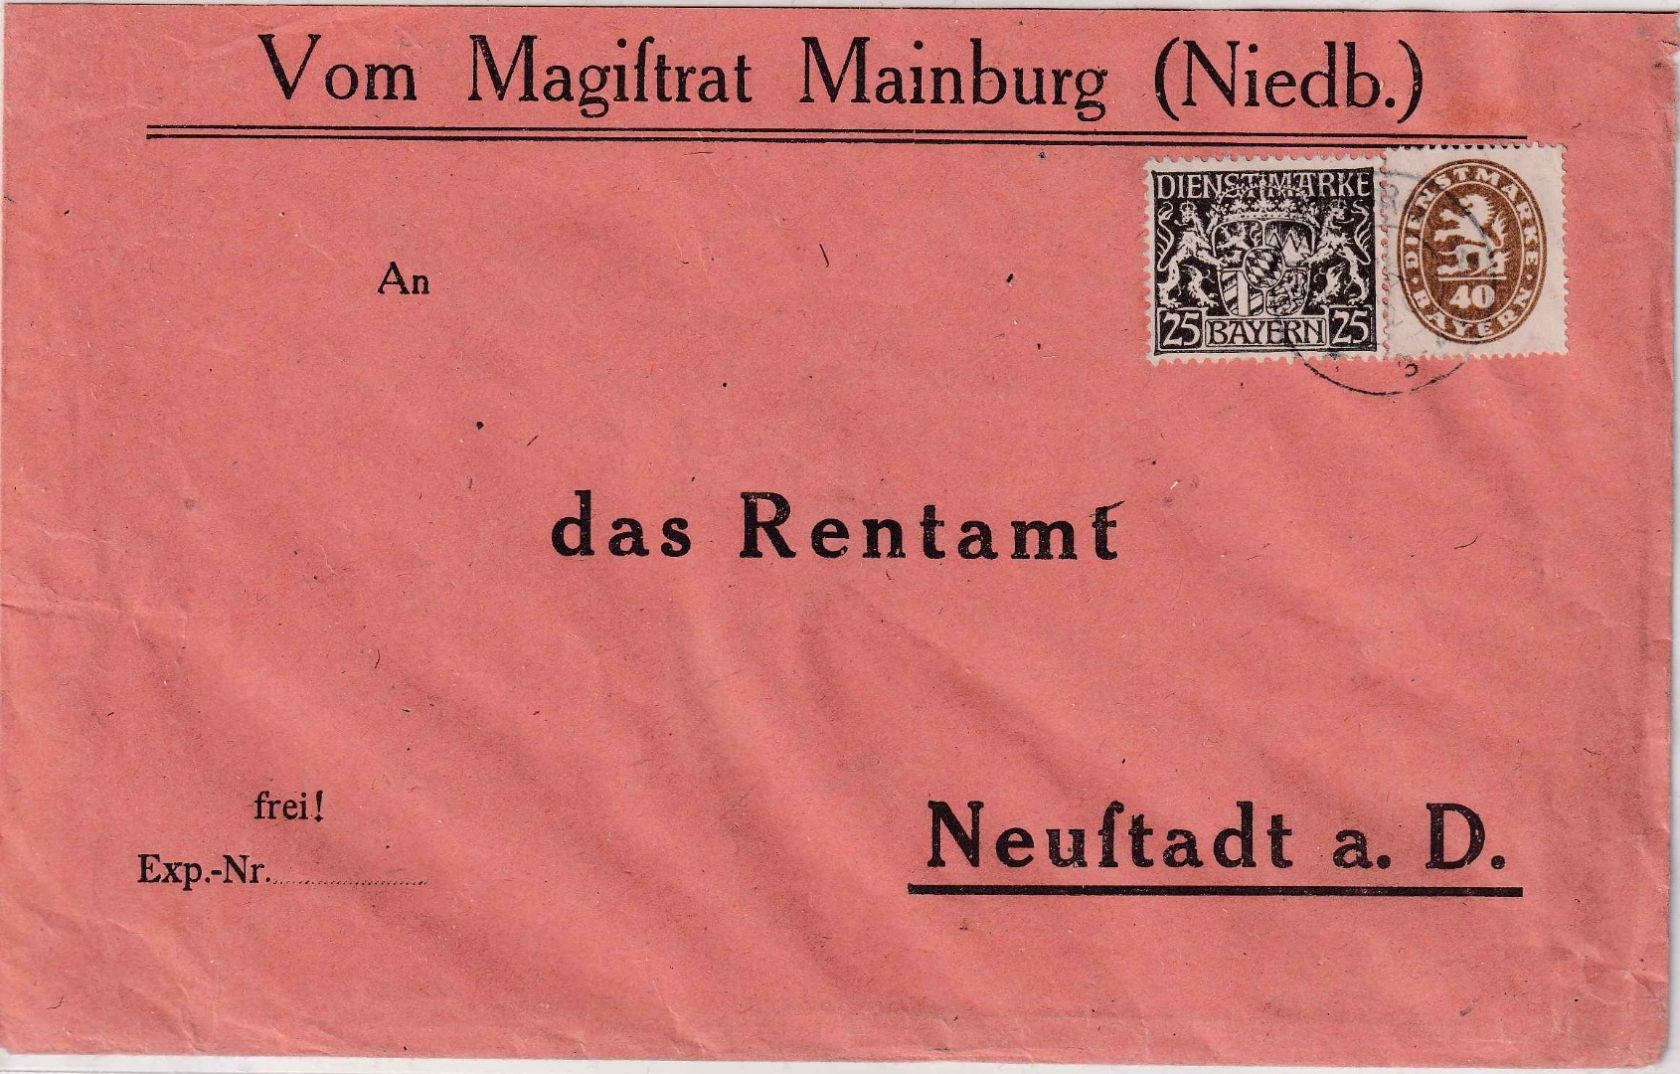 Vom Magiſtrat Mainburg (Niedb.)
DIENSTMARKE
25 BAYERN 25
DIENSTMARKE
40
BAYERN
An
das Rentamt
frei!
Neuſtadt a. D.
Exp.-Nr.